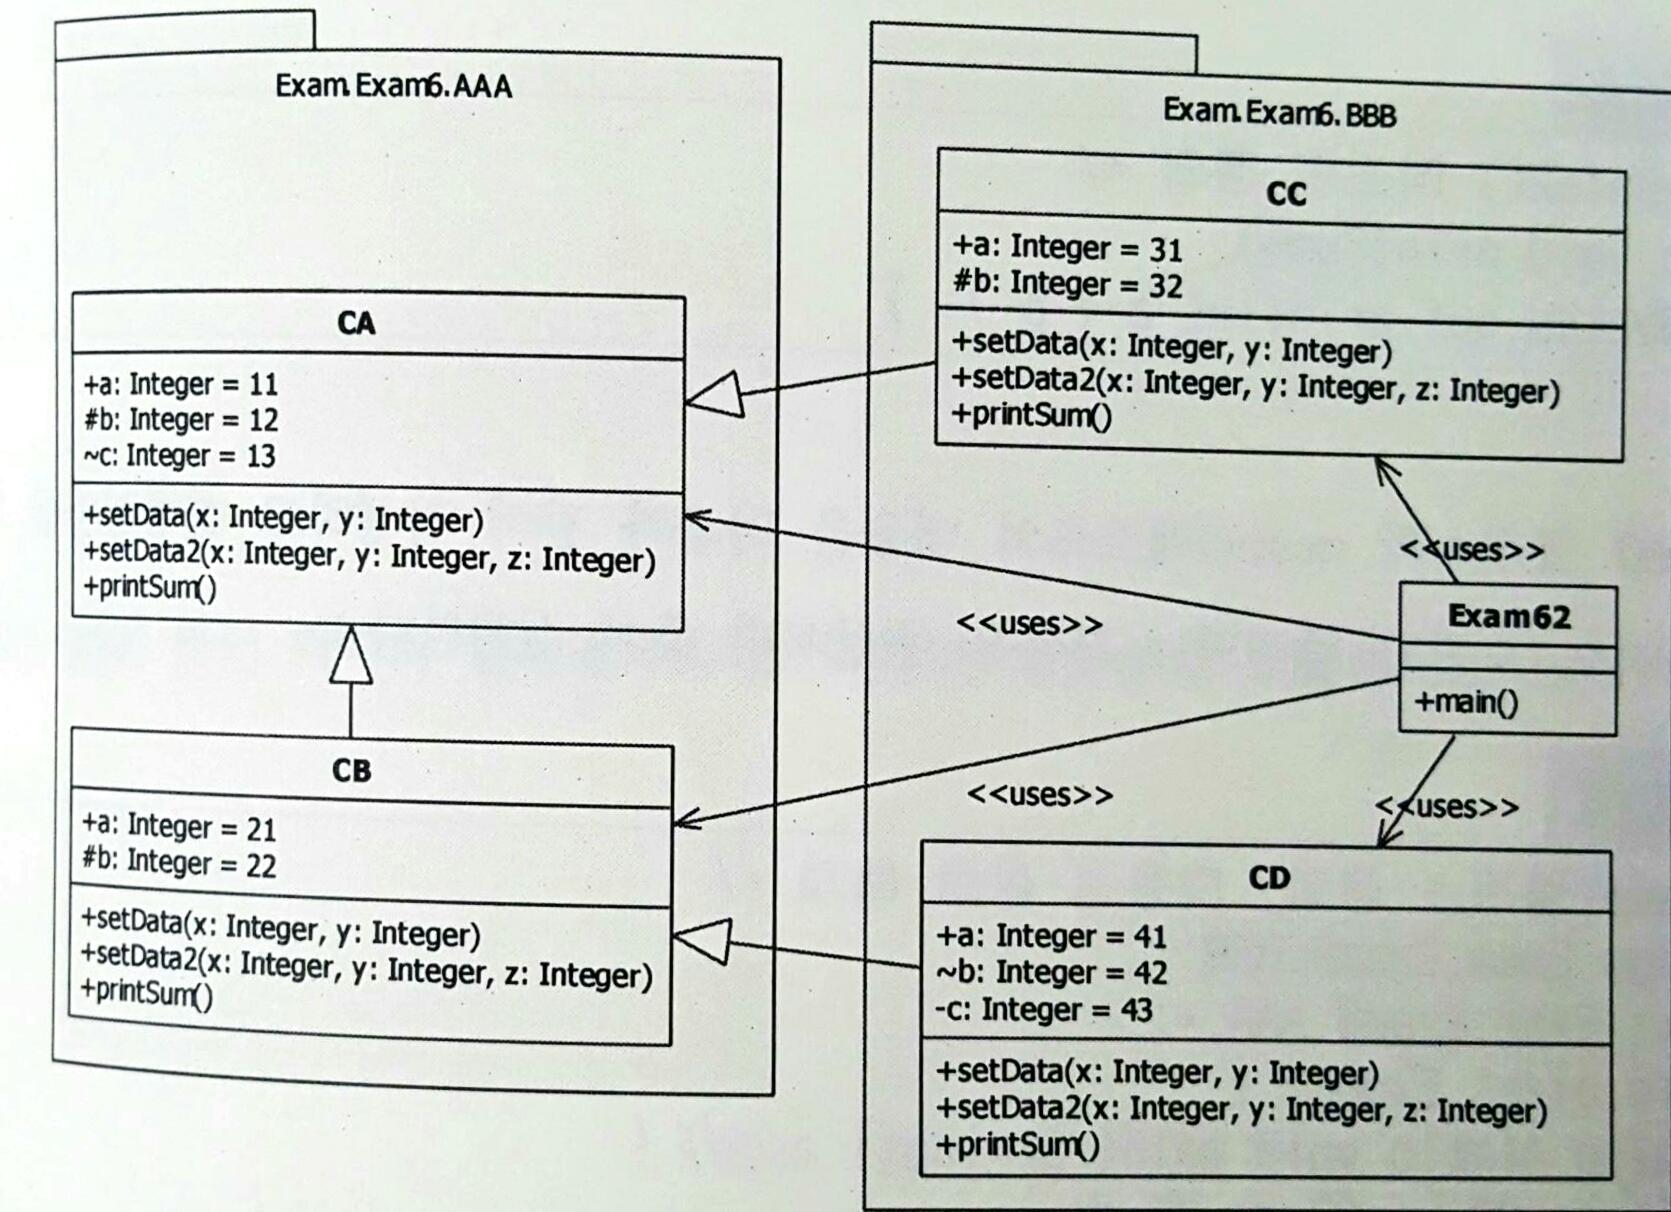 Exam.Exam6.AAA
CA
+a: Integer = 11
#b: Integer = 12
~c: Integer = 13
+setData(x: Integer, y: Integer)
+setData2(x: Integer, y: Integer, z: Integer)
+printSum()
CB
+a: Integer = 21
#b: Integer = 22
+setData(x: Integer, y: Integer)
+setData2(x: Integer, y: Integer, z: Integer)
+printSum()
Exam.Exam6.BBB
CC
+a: Integer = 31
#b: Integer = 32
+setData(x: Integer, y: Integer)
+setData2(x: Integer, y: Integer, z: Integer)
+printSum()
<<uses>>
<<uses>>
Exam62
+main()
<<uses>>
<<uses>>
CD
+a: Integer = 41
~b: Integer = 42
-c: Integer = 43
+setData(x: Integer, y: Integer)
+setData2(x: Integer, y: Integer, z: Integer)
+printSum()